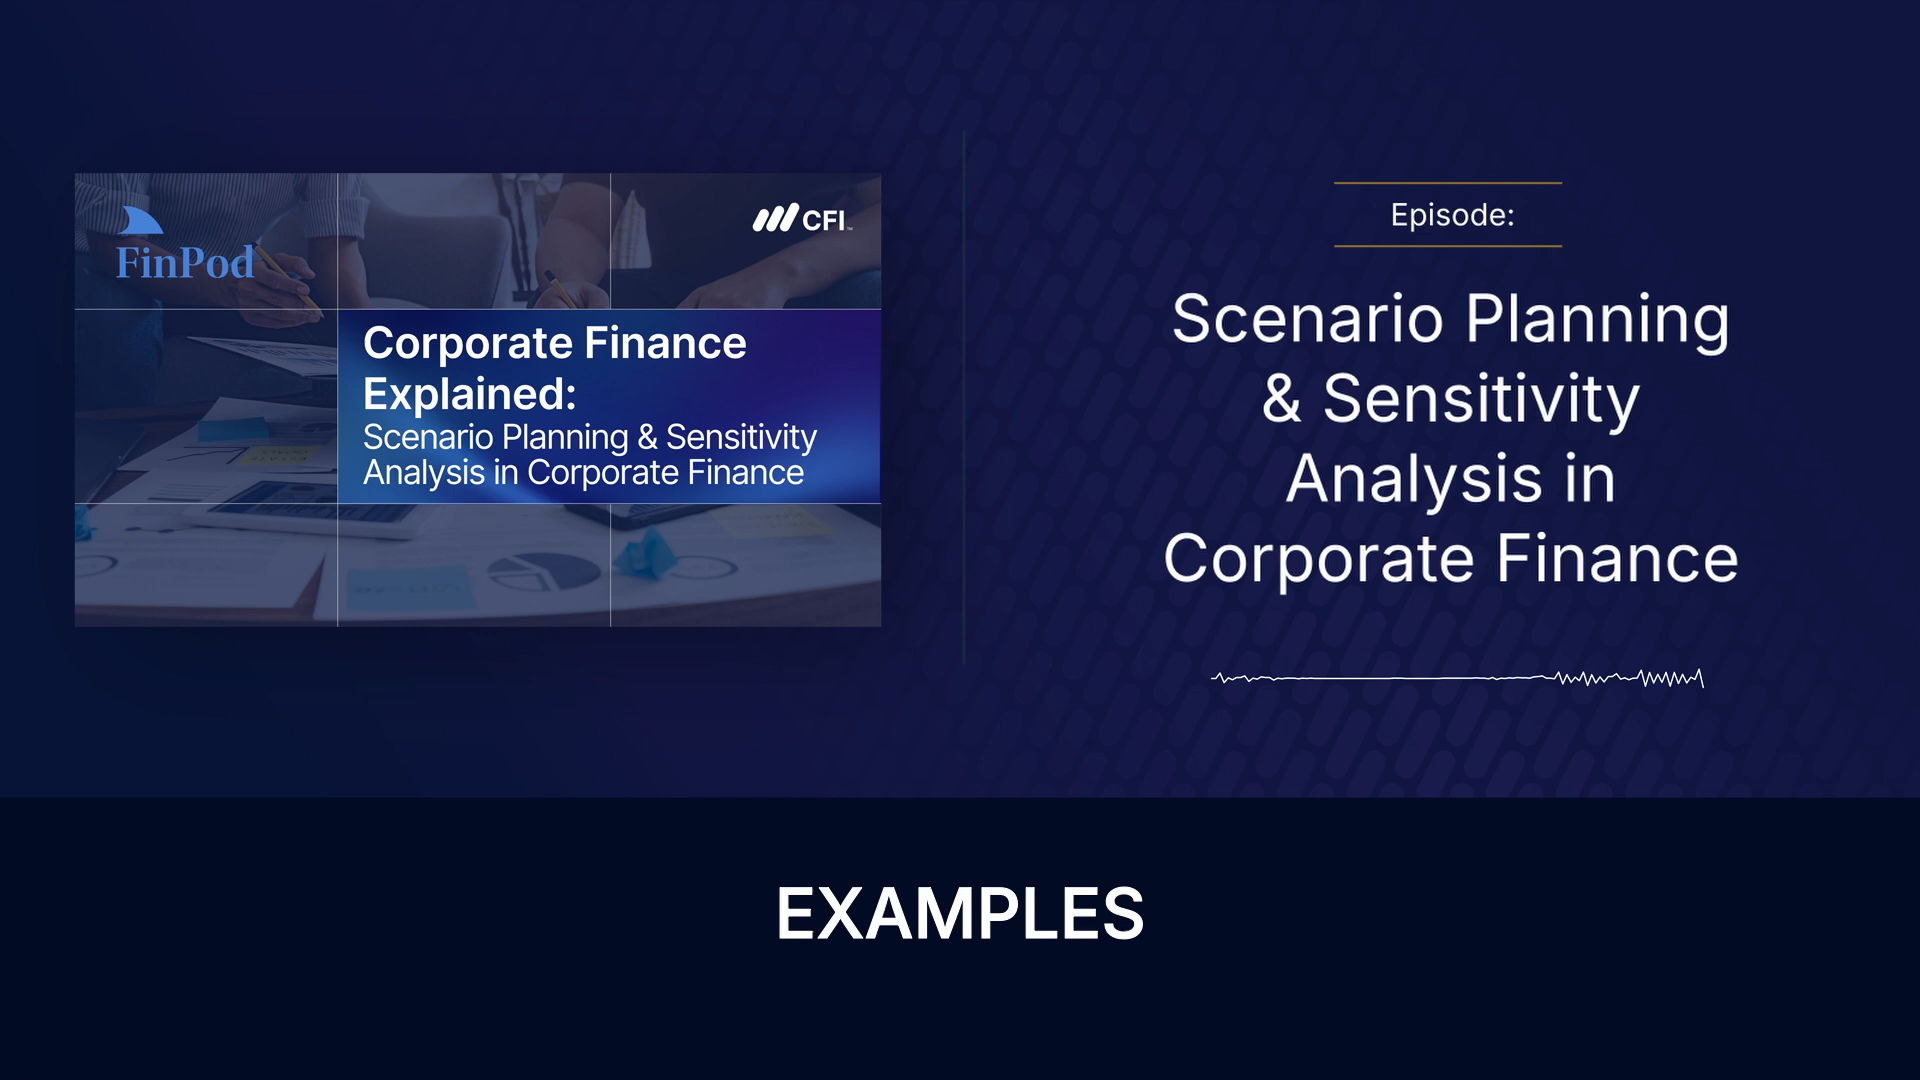 FinPod
CFI
Corporate Finance
Explained:
Scenario Planning & Sensitivity
Analysis in Corporate Finance
Episode:
Scenario Planning
& Sensitivity
Analysis in
Corporate Finance
EXAMPLES